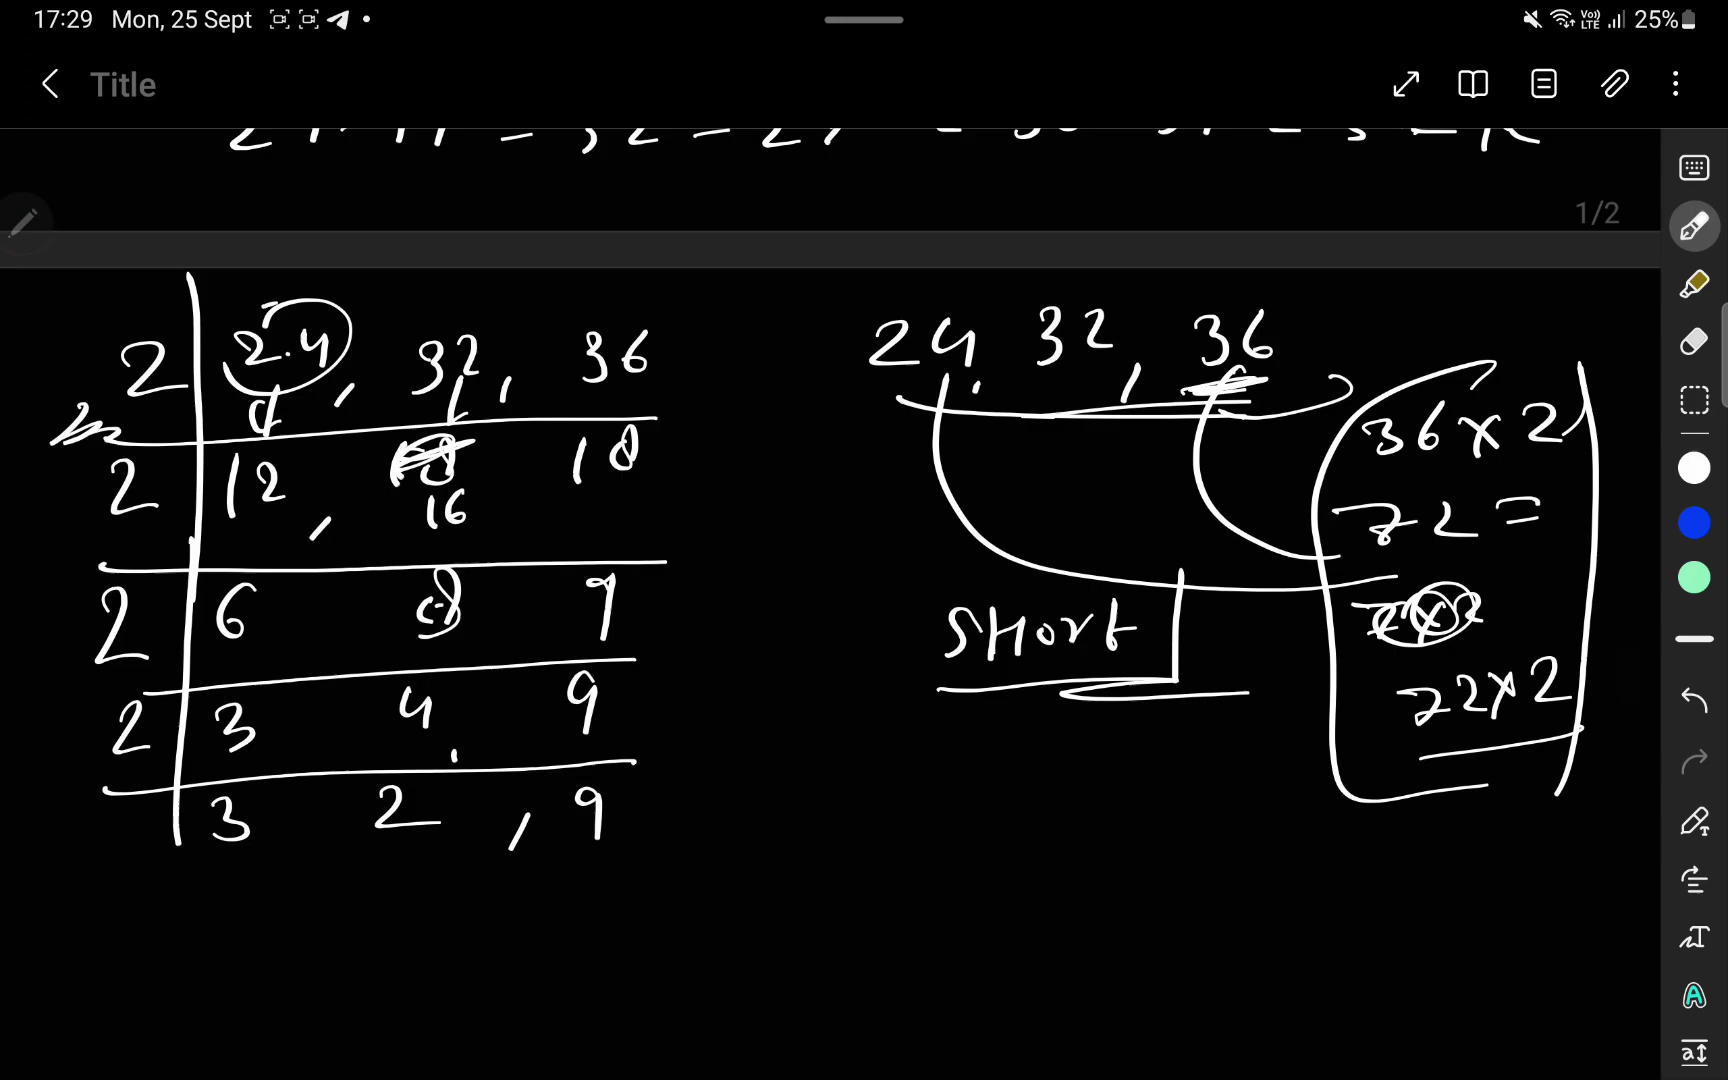 17:29 Mon, 25 Sept
25%
Title
1/2
2 24, 32, 36
2 12, 16 18
2 6 8 9
2 3 4 9
3 2, 9
24, 32, 36
SHort
36x2
72=
72x2